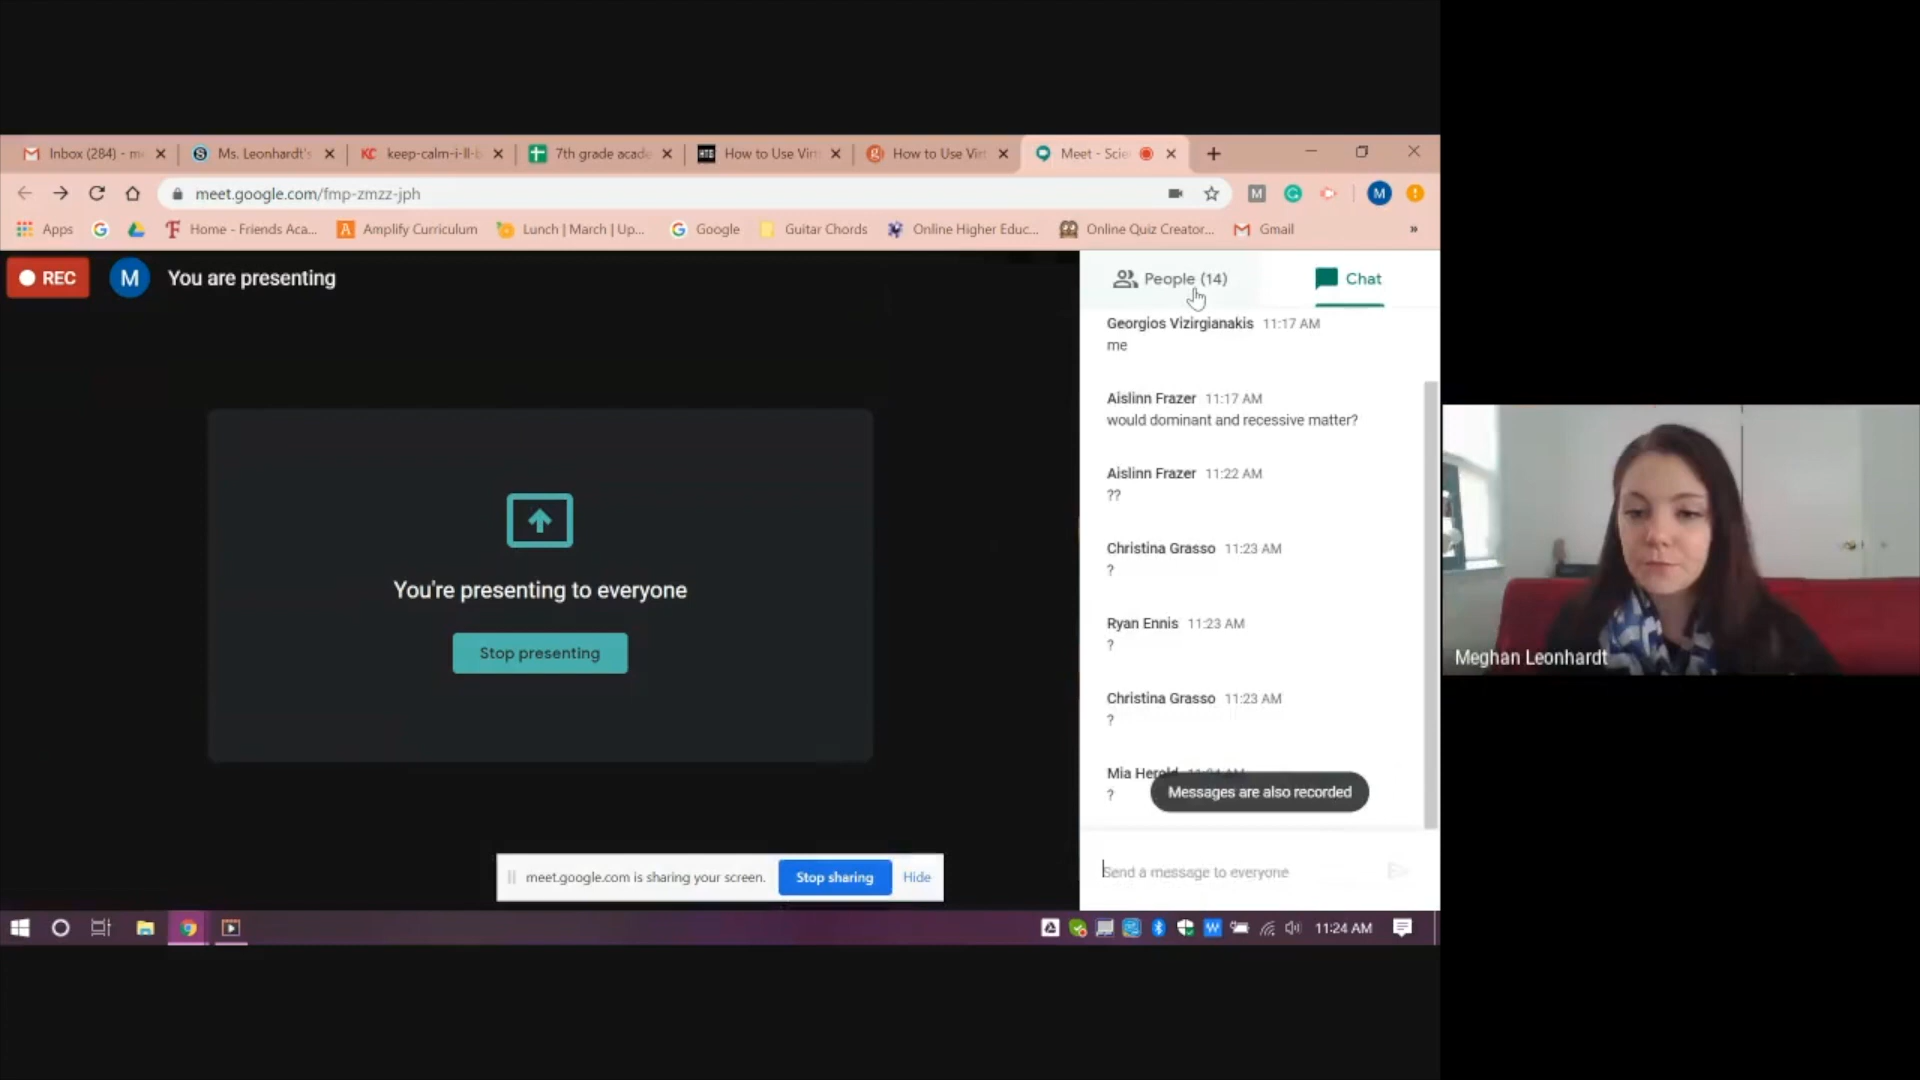 Inbox (284) - m
Ms. Leonhardt's
KC keep-calm-i-ll-b
7th grade acade
HTG How to Use Virt
How to Use Virt
Meet - Scie
meet.google.com/fmp-zmzz-jph
M
M
Apps
Home - Friends Aca...
Amplify Curriculum
Lunch | March | Up...
Google
Guitar Chords
Online Higher Educ...
Online Quiz Creator...
Gmail
»
REC
M
You are presenting
People (14)
Chat
Georgios Vizirgianakis 11:17 AM
me
Aislinn Frazer 11:17 AM
would dominant and recessive matter?
Aislinn Frazer 11:22 AM
??
Christina Grasso 11:23 AM
?
Ryan Ennis 11:23 AM
?
Christina Grasso 11:23 AM
?
Mia Herold
?
Messages are also recorded
You're presenting to everyone
Stop presenting
Send a message to everyone
meet.google.com is sharing your screen.
Stop sharing
Hide
11:24 AM
Meghan Leonhardt